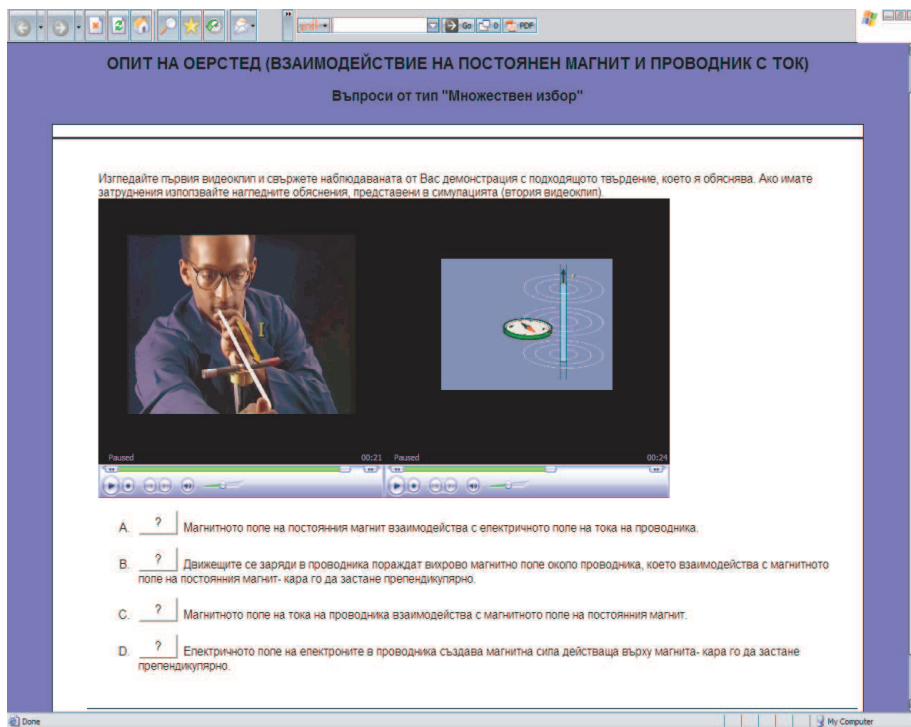 Go
PDF
ОПИТ НА ОЕРСТЕД (ВЗАИМОДЕЙСТВИЕ НА ПОСТОЯНЕН МАГНИТ И ПРОВОДНИК С ТОК)
Въпроси от тип "Множествен избор"
Изгледайте първия видеоклип и свържете наблюдаваната от Вас демонстрация с подходящото твърдение, което я обяснява. Ако имате
затруднения използвайте нагледните обяснения, представени в симулацията (втория видеоклип).
I
Paused 00:21 Paused 00:24
A. ? Магнитното поле на постоянния магнит взаимодейства с електричното поле на тока на проводника.
B. ? Движещите се заряди в проводника пораждат вихрово магнитно поле около проводника, което взаимодейства с магнитното
поле на постоянния магнит- кара го да застане препендикулярно.
C. ? Магнитното поле на тока на проводника взаимодейства с магнитното поле на постоянния магнит.
D. ? Електричното поле на електроните в проводника създава магнитна сила действаща върху магнита- кара го да застане
препендикулярно.
Done My Computer